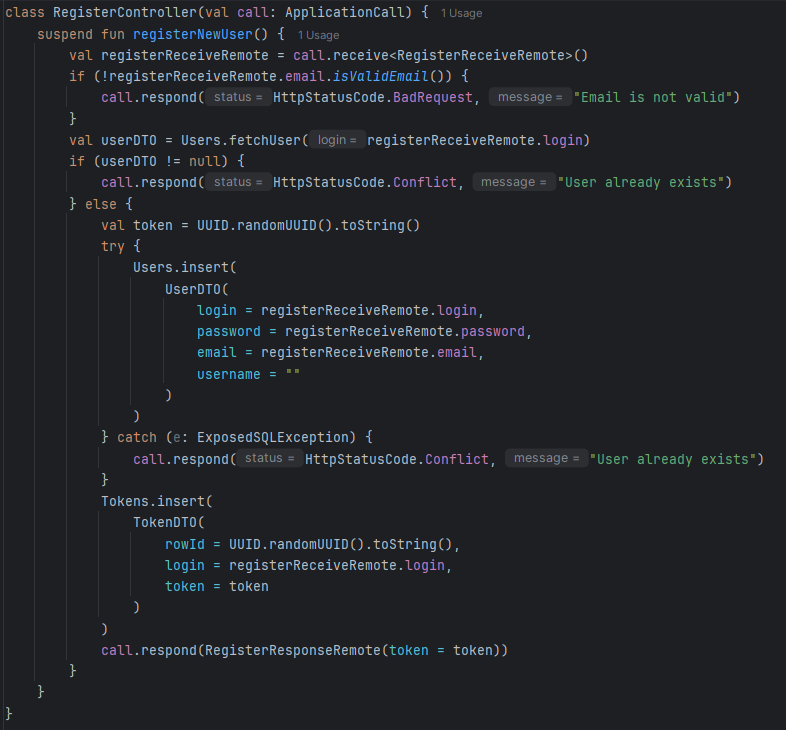 class RegisterController(val call: ApplicationCall) { 1 Usage
    suspend fun registerNewUser() { 1 Usage
        val registerReceiveRemote = call.receive<RegisterReceiveRemote>()
        if (!registerReceiveRemote.email.isValidEmail()) {
            call.respond( status = HttpStatusCode.BadRequest, message = "Email is not valid")
        }
        val userDTO = Users.fetchUser( login = registerReceiveRemote.login)
        if (userDTO != null) {
            call.respond( status = HttpStatusCode.Conflict, message = "User already exists")
        } else {
            val token = UUID.randomUUID().toString()
            try {
                Users.insert(
                    UserDTO(
                        login = registerReceiveRemote.login,
                        password = registerReceiveRemote.password,
                        email = registerReceiveRemote.email,
                        username = ""
                    )
                )
            } catch (e: ExposedSQLException) {
                call.respond( status = HttpStatusCode.Conflict, message = "User already exists")
            }
            Tokens.insert(
                TokenDTO(
                    rowId = UUID.randomUUID().toString(),
                    login = registerReceiveRemote.login,
                    token = token
                )
            )
            call.respond(RegisterResponseRemote(token = token))
        }
    }
}